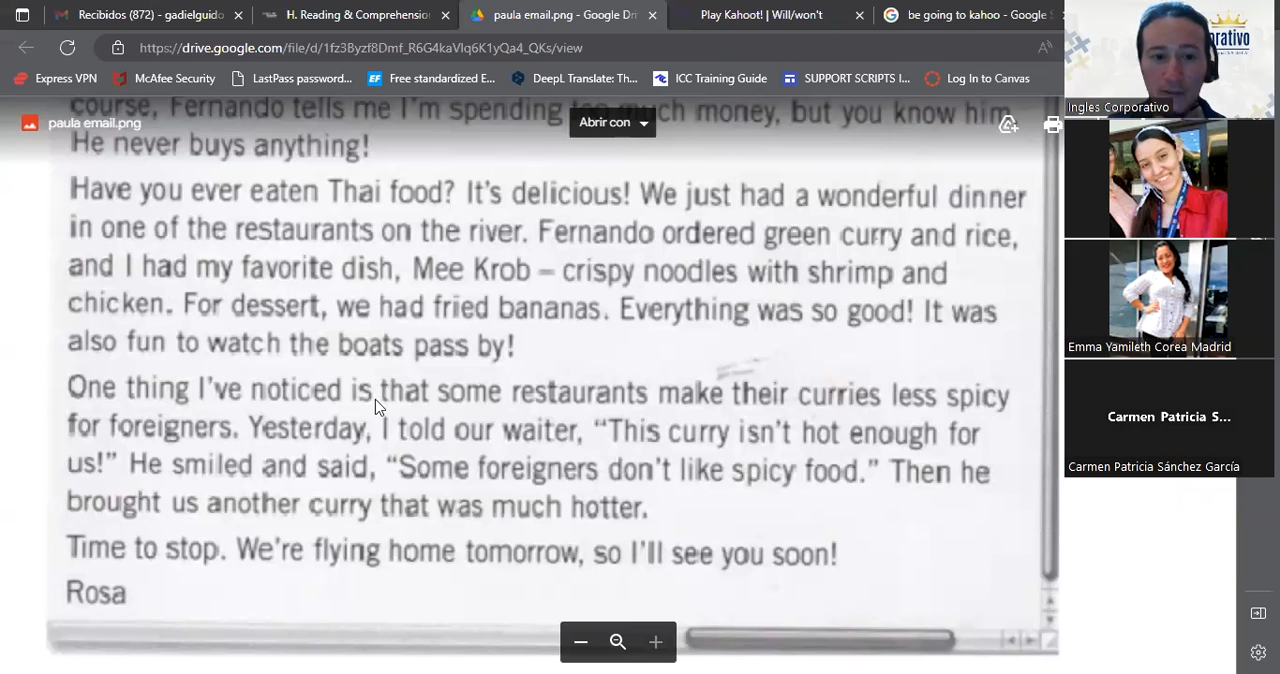 Recibidos (872) - gadielguido
H. Reading & Comprehensio
paula email.png - Google Dri
Play Kahoot! | Will/won't
be going to kahoo - Google S
https://drive.google.com/file/d/1fz3Byzf8Dmf_R6G4kaVlq6K1yQa4_QKs/view
Express VPN
McAfee Security
LastPass password...
Free standardized E...
DeepL Translate: Th...
ICC Training Guide
SUPPORT SCRIPTS I...
Log In to Canvas
paula email.png
Abrir con
course, Fernando tells me I'm spending too much money, but you know him.
He never buys anything!
Have you ever eaten Thai food? It's delicious! We just had a wonderful dinner
in one of the restaurants on the river. Fernando ordered green curry and rice,
and I had my favorite dish, Mee Krob – crispy noodles with shrimp and
chicken. For dessert, we had fried bananas. Everything was so good! It was
also fun to watch the boats pass by!
One thing I've noticed is that some restaurants make their curries less spicy
for foreigners. Yesterday, I told our waiter, “This curry isn't hot enough for
us!” He smiled and said, “Some foreigners don't like spicy food.” Then he
brought us another curry that was much hotter.
Time to stop. We're flying home tomorrow, so I'll see you soon!
Rosa
orativo
Ingles Corporativo
Emma Yamileth Corea Madrid
Carmen Patricia S...
Carmen Patricia Sánchez García